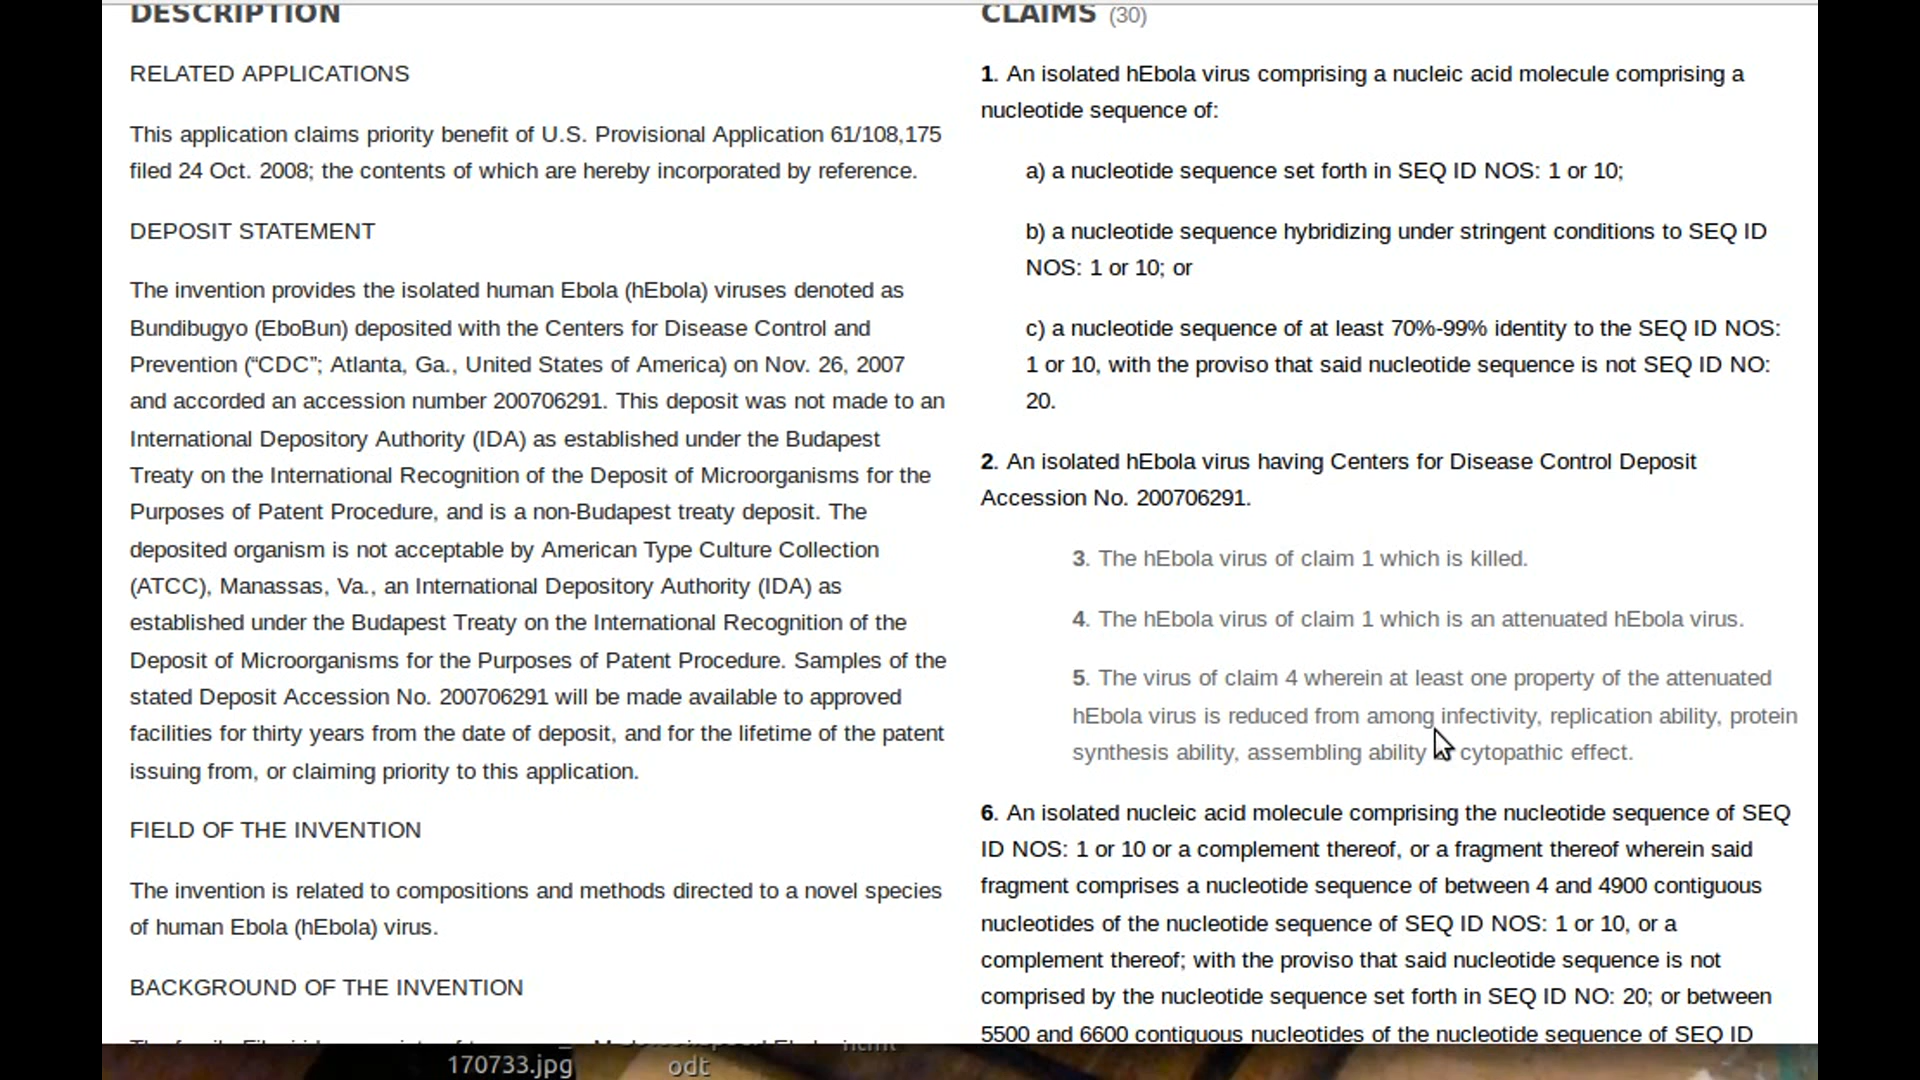 DESCRIPTION
RELATED APPLICATIONS
This application claims priority benefit of U.S. Provisional Application 61/108,175
filed 24 Oct. 2008; the contents of which are hereby incorporated by reference.
DEPOSIT STATEMENT
The invention provides the isolated human Ebola (hEbola) viruses denoted as
Bundibugyo (EboBun) deposited with the Centers for Disease Control and
Prevention (“CDC”; Atlanta, Ga., United States of America) on Nov. 26, 2007
and accorded an accession number 200706291. This deposit was not made to an
International Depository Authority (IDA) as established under the Budapest
Treaty on the International Recognition of the Deposit of Microorganisms for the
Purposes of Patent Procedure, and is a non-Budapest treaty deposit. The
deposited organism is not acceptable by American Type Culture Collection
(ATCC), Manassas, Va., an International Depository Authority (IDA) as
established under the Budapest Treaty on the International Recognition of the
Deposit of Microorganisms for the Purposes of Patent Procedure. Samples of the
stated Deposit Accession No. 200706291 will be made available to approved
facilities for thirty years from the date of deposit, and for the lifetime of the patent
issuing from, or claiming priority to this application.
FIELD OF THE INVENTION
The invention is related to compositions and methods directed to a novel species
of human Ebola (hEbola) virus.
BACKGROUND OF THE INVENTION
CLAIMS (30)
1. An isolated hEbola virus comprising a nucleic acid molecule comprising a
nucleotide sequence of:
a) a nucleotide sequence set forth in SEQ ID NOS: 1 or 10;
b) a nucleotide sequence hybridizing under stringent conditions to SEQ ID
NOS: 1 or 10; or
c) a nucleotide sequence of at least 70%-99% identity to the SEQ ID NOS:
1 or 10, with the proviso that said nucleotide sequence is not SEQ ID NO:
20.
2. An isolated hEbola virus having Centers for Disease Control Deposit
Accession No. 200706291.
3. The hEbola virus of claim 1 which is killed.
4. The hEbola virus of claim 1 which is an attenuated hEbola virus.
5. The virus of claim 4 wherein at least one property of the attenuated
hEbola virus is reduced from among infectivity, replication ability, protein
synthesis ability, assembling ability cytopathic effect.
6. An isolated nucleic acid molecule comprising the nucleotide sequence of SEQ
ID NOS: 1 or 10 or a complement thereof, or a fragment thereof wherein said
fragment comprises a nucleotide sequence of between 4 and 4900 contiguous
nucleotides of the nucleotide sequence of SEQ ID NOS: 1 or 10, or a
complement thereof; with the proviso that said nucleotide sequence is not
comprised by the nucleotide sequence set forth in SEQ ID NO: 20; or between
5500 and 6600 contiguous nucleotides of the nucleotide sequence of SEQ ID
170733.jpg
odt